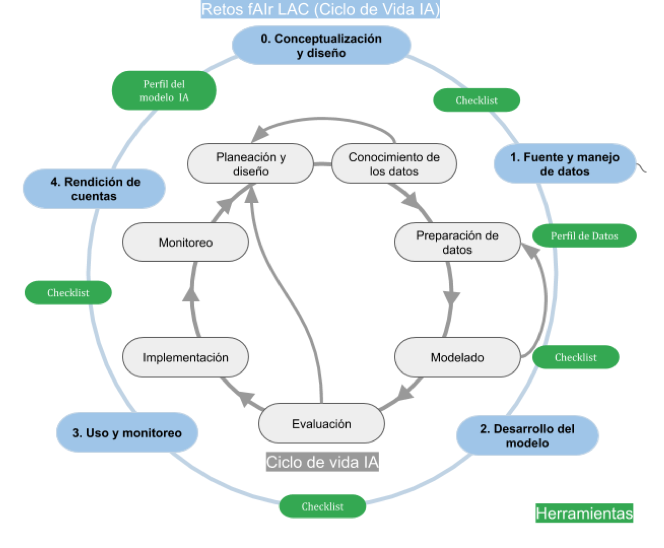 Retos fAIr LAC (Ciclo de Vida IA)
0. Conceptualización
y diseño
Perfil del
modelo IA
Checklist
Planeación y
diseño
Conocimiento de
los datos
1. Fuente y manejo
de datos
4. Rendición de
cuentas
Monitoreo
Preparación de
datos
Perfil de Datos
Checklist
Implementación
Modelado
Checklist
3. Uso y monitoreo
Evaluación
2. Desarrollo del
modelo
Ciclo de vida IA
Checklist
Herramientas